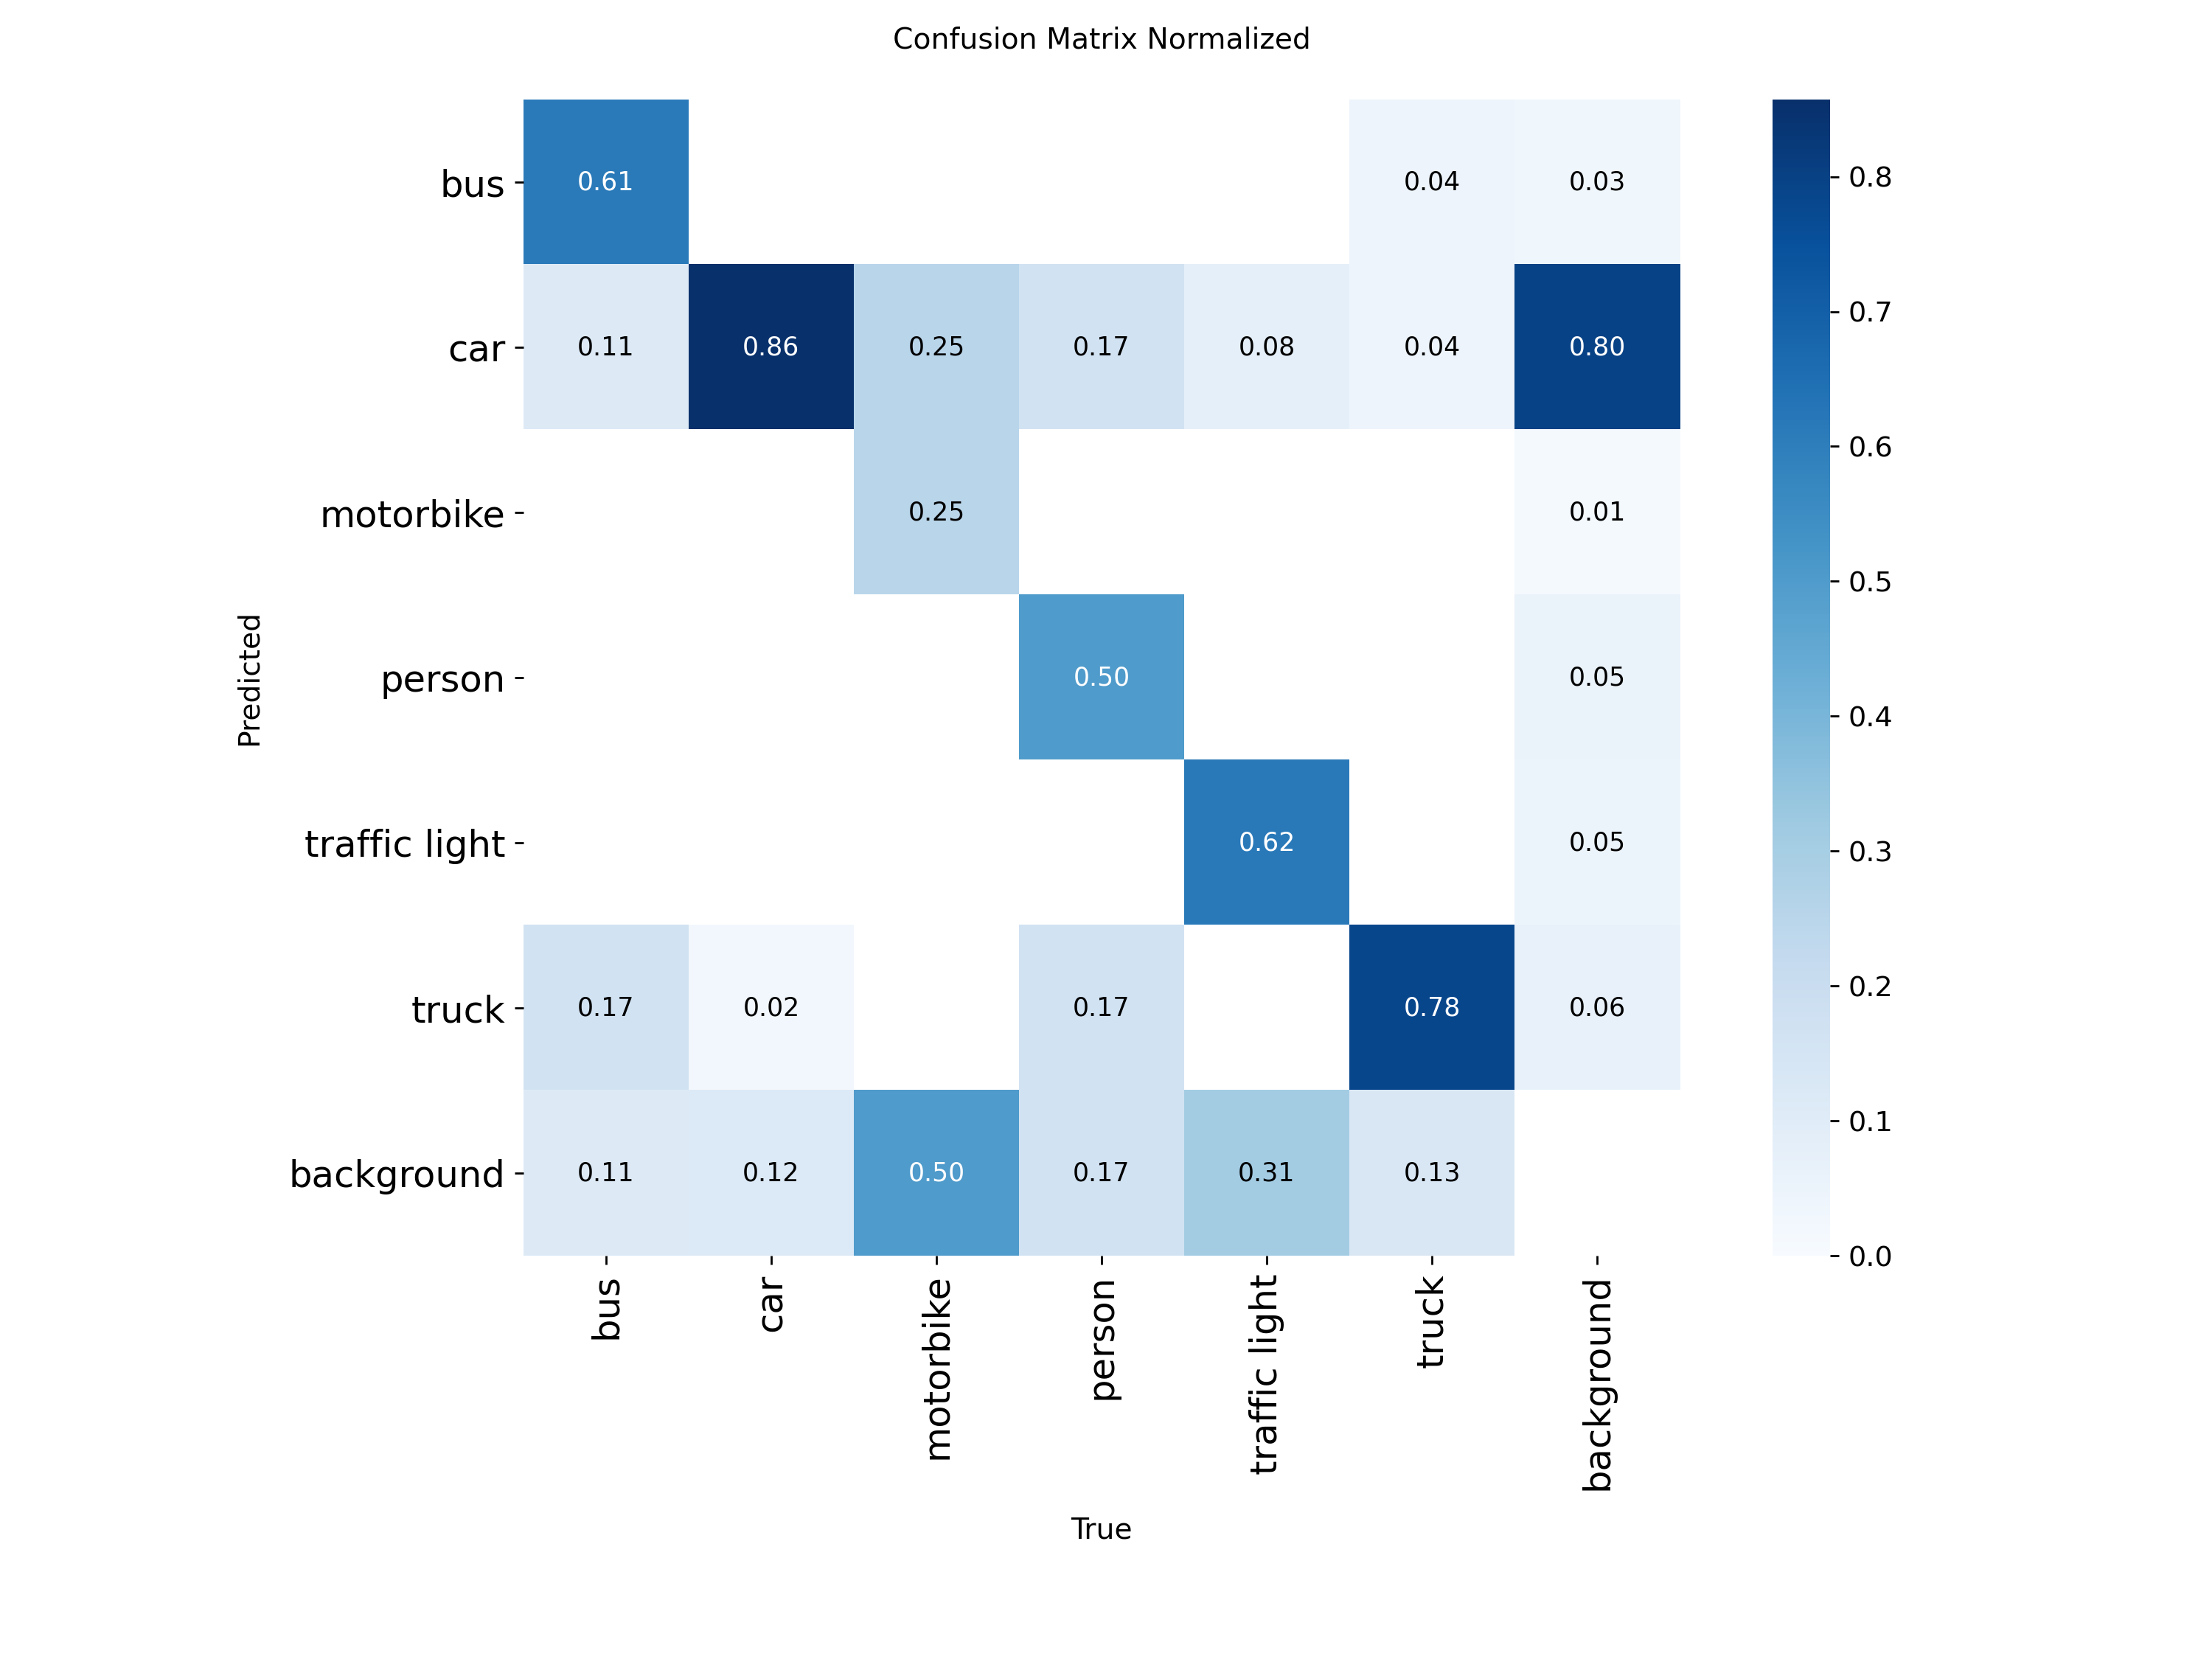 Confusion Matrix Normalized
bus 0.61 0.04 0.03
car 0.11 0.86 0.25 0.17 0.08 0.04 0.80
motorbike 0.25 0.01
person 0.50 0.05
traffic light 0.62 0.05
truck 0.17 0.02 0.17 0.78 0.06
background 0.11 0.12 0.50 0.17 0.31 0.13
Predicted
bus car motorbike person traffic light truck background
True
0.8
0.7
0.6
0.5
0.4
0.3
0.2
0.1
0.0